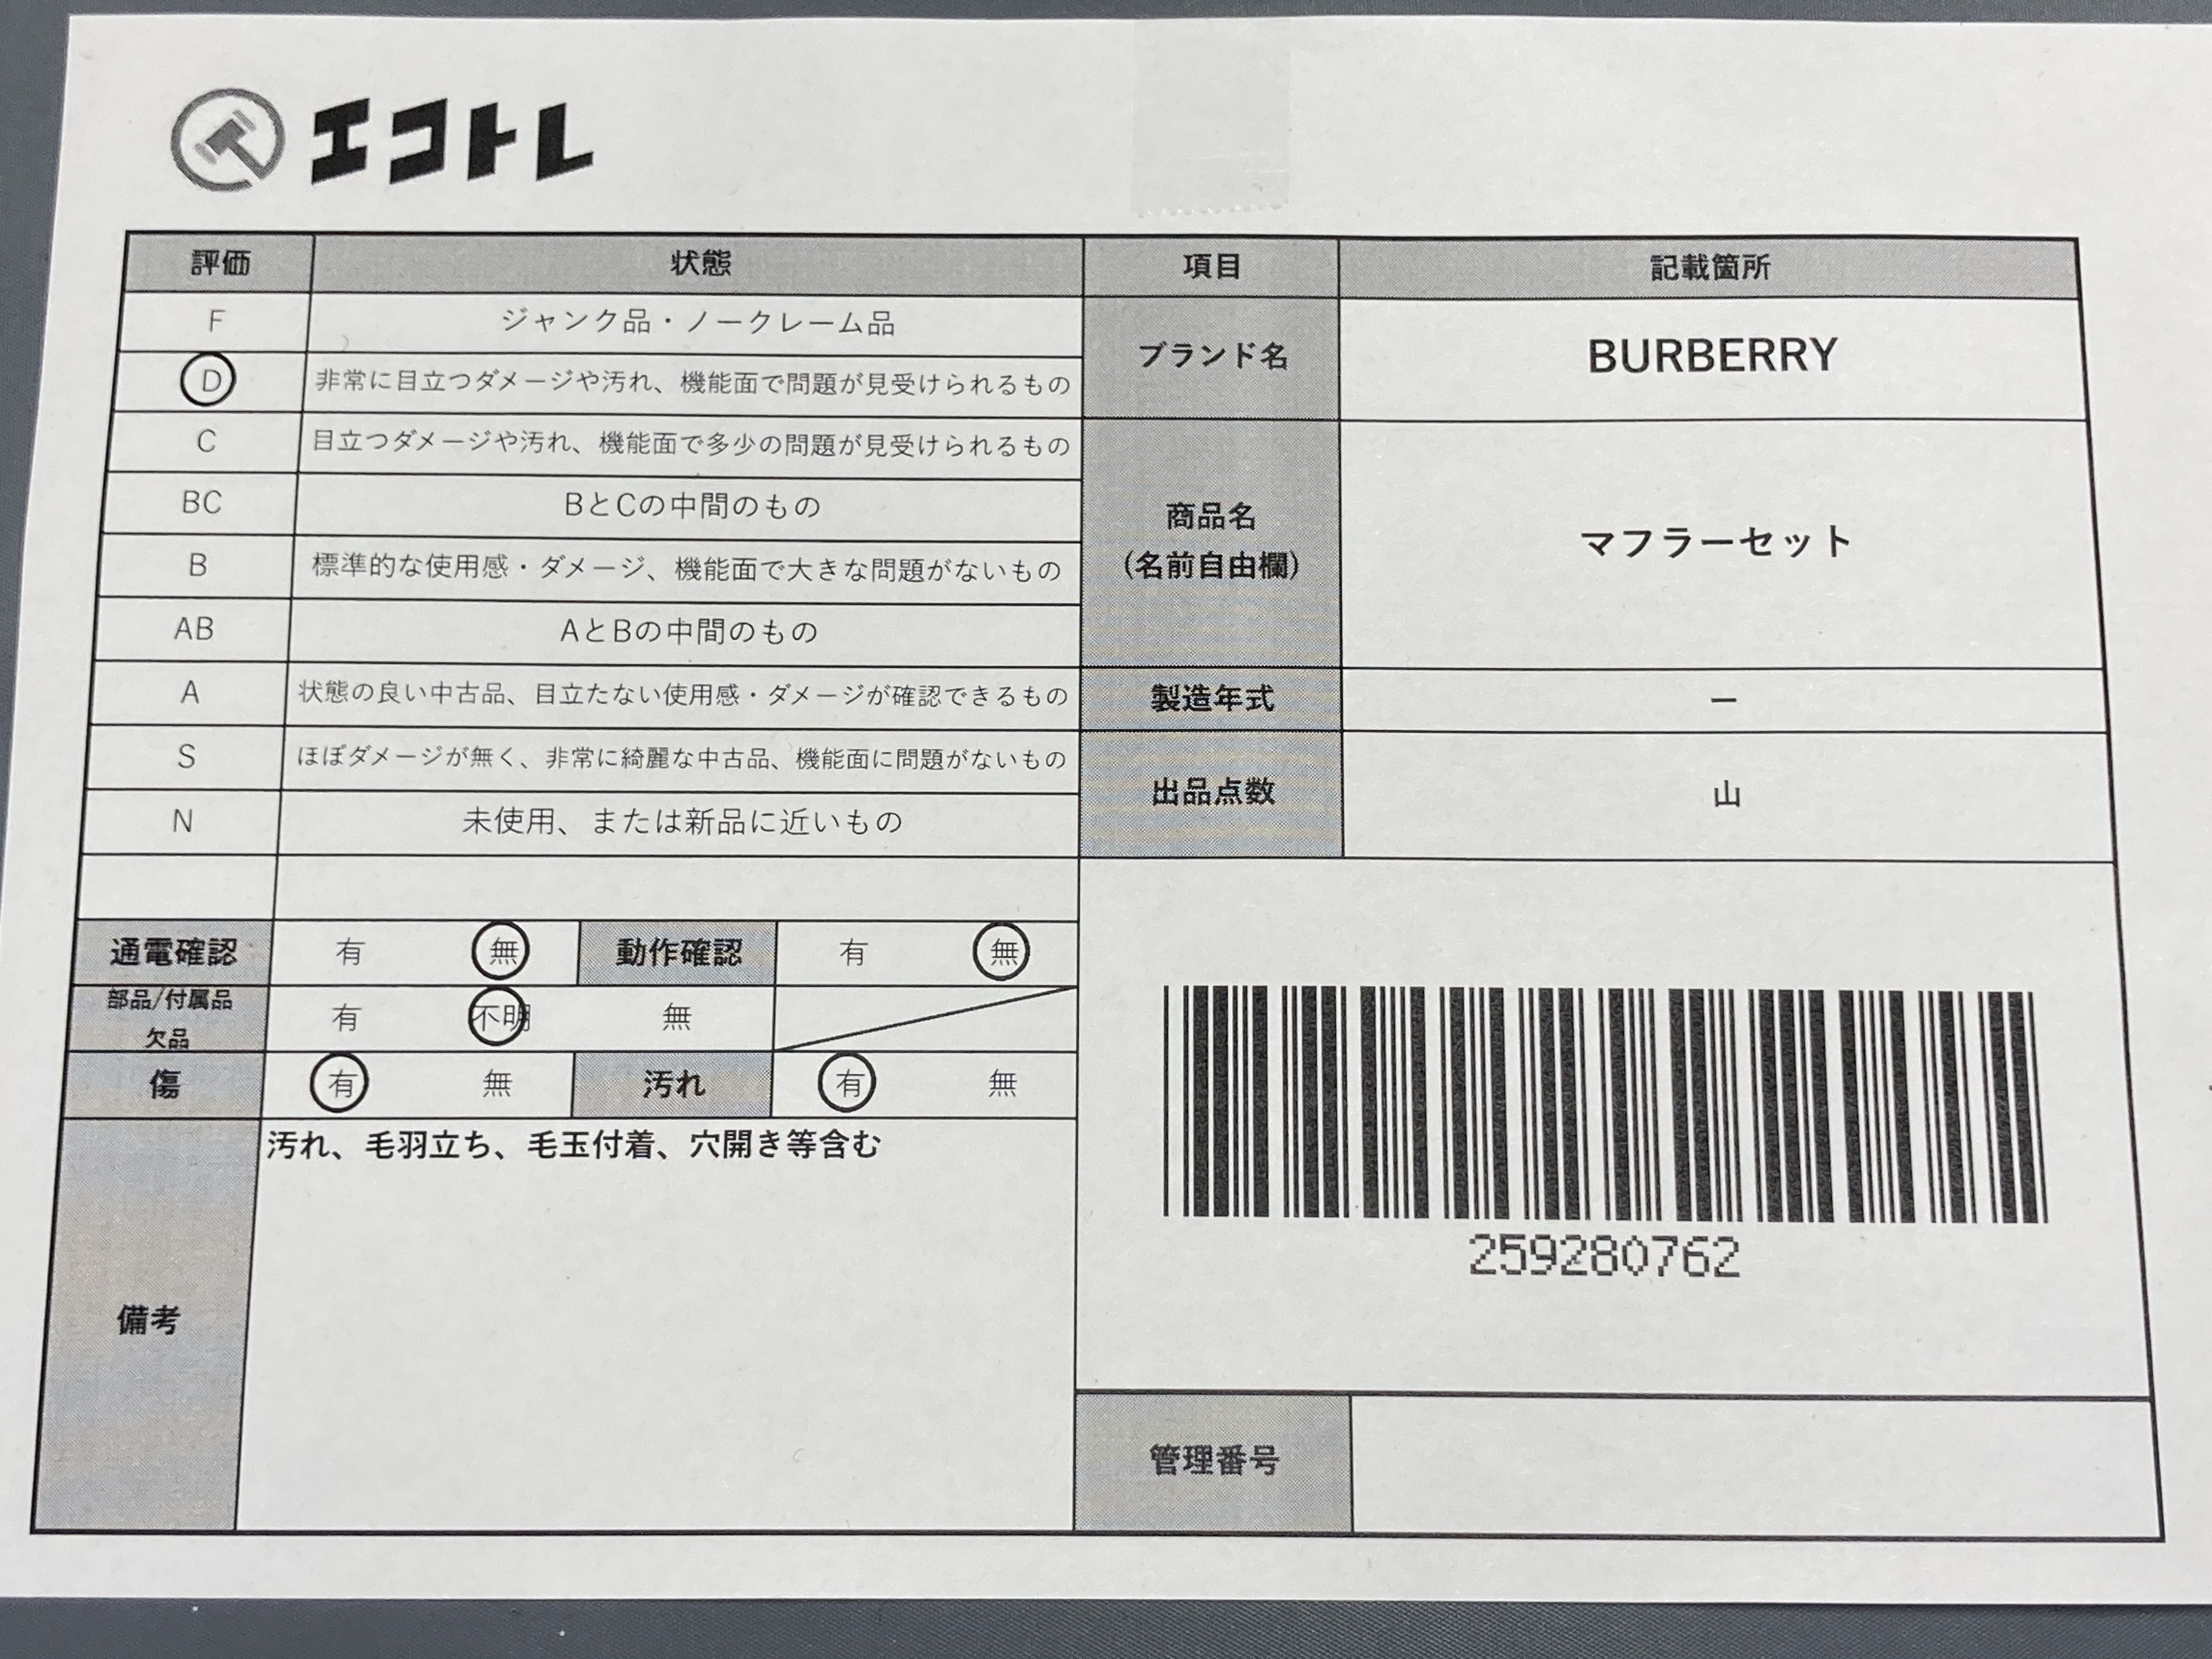 エコトレ
評価 状態 項目 記載箇所
F ジャンク品・ノークレーム品
D 非常に目立つダメージや汚れ、機能面で問題が見受けられるもの
ブランド名 BURBERRY
C 目立つダメージや汚れ、機能面で多少の問題が見受けられるもの
BC BとCの中間のもの
B 標準的な使用感・ダメージ、機能面で大きな問題がないもの
商品名
(名前自由欄)
マフラーセット
AB AとBの中間のもの
A 状態の良い中古品、目立たない使用感・ダメージが確認できるもの
製造年式 ー
S ほぼダメージが無く、非常に綺麗な中古品、機能面に問題がないもの
出品点数 山
N 未使用、または新品に近いもの
通電確認 有 無 動作確認 有 無
部品/付属品
欠品
有 不明 無
傷 有 無 汚れ 有 無
備考
汚れ、毛羽立ち、毛玉付着、穴開き等含む
259280762
管理番号